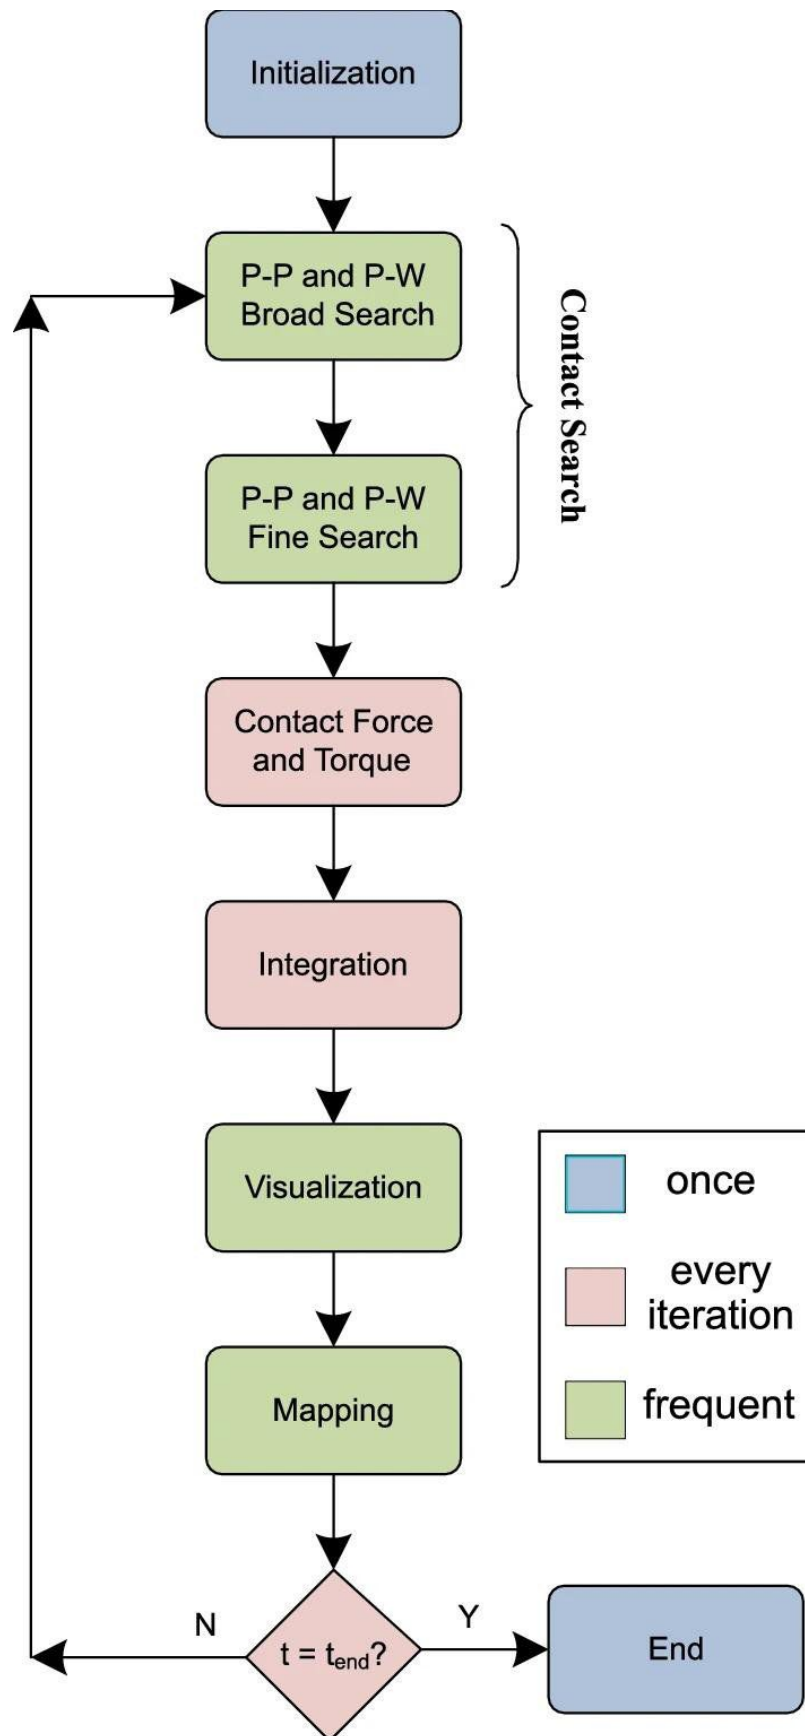 Initialization
P-P and P-W
Broad Search
P-P and P-W
Fine Search
Contact Search
Contact Force
and Torque
Integration
Visualization
Mapping
t = tend?
N
Y
End
once
every
iteration
frequent